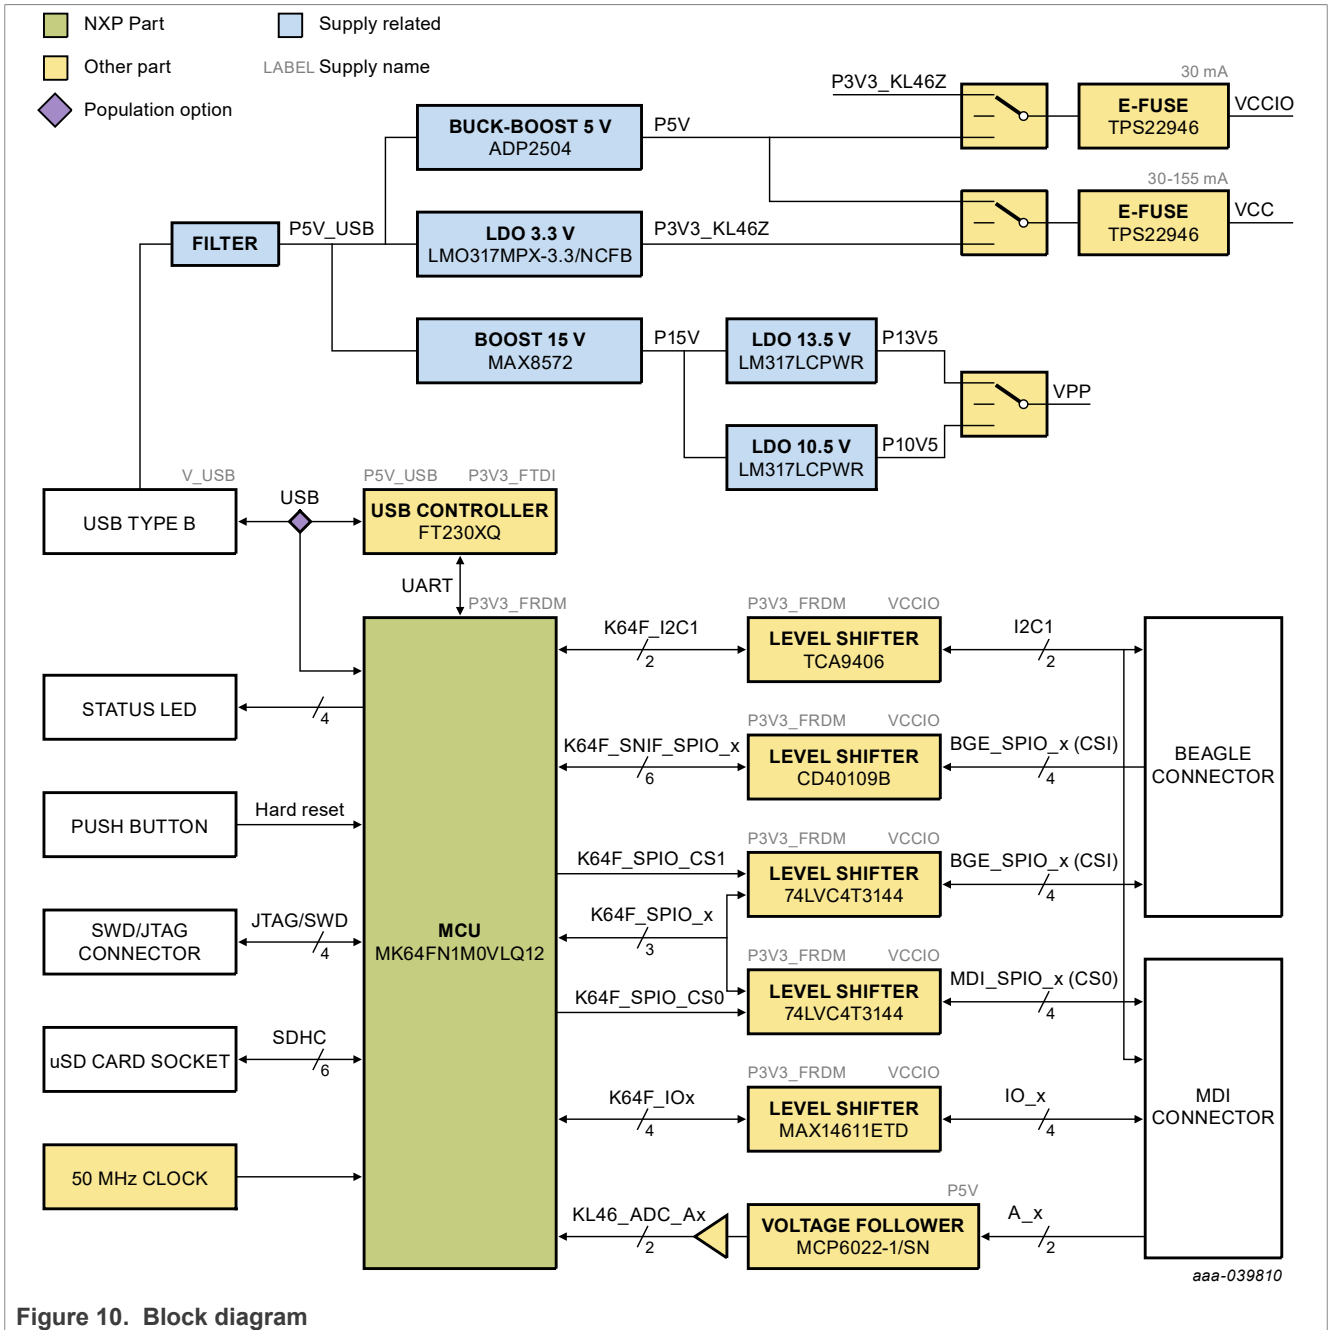 NXP Part
Supply related
Other part
LABEL Supply name
Population option
P3V3_KL46Z
30 mA
E-FUSE
TPS22946
VCCIO
BUCK-BOOST 5 V
ADP2504
P5V
30-155 mA
E-FUSE
TPS22946
VCC
FILTER
P5V_USB
LDO 3.3 V
LMO317MPX-3.3/NCFB
P3V3_KL46Z
BOOST 15 V
MAX8572
P15V
LDO 13.5 V
LM317LCPWR
P13V5
VPP
LDO 10.5 V
LM317LCPWR
P10V5
V_USB
USB TYPE B
USB
P5V_USB
P3V3_FTDI
USB CONTROLLER
FT230XQ
UART
P3V3_FRDM
MCU
MK64FN1M0VLQ12
STATUS LED
4
PUSH BUTTON
Hard reset
SWD/JTAG
CONNECTOR
JTAG/SWD
4
uSD CARD SOCKET
SDHC
6
50 MHz CLOCK
K64F_I2C1
2
P3V3_FRDM
VCCIO
LEVEL SHIFTER
TCA9406
I2C1
2
K64F_SNIF_SPIO_x
6
P3V3_FRDM
VCCIO
LEVEL SHIFTER
CD40109B
BGE_SPIO_x (CSI)
4
BEAGLE
CONNECTOR
K64F_SPIO_CS1
P3V3_FRDM
VCCIO
LEVEL SHIFTER
74LVC4T3144
BGE_SPIO_x (CSI)
4
K64F_SPIO_x
3
K64F_SPIO_CS0
P3V3_FRDM
VCCIO
LEVEL SHIFTER
74LVC4T3144
MDI_SPIO_x (CS0)
4
K64F_IOx
4
P3V3_FRDM
VCCIO
LEVEL SHIFTER
MAX14611ETD
IO_x
4
MDI
CONNECTOR
KL46_ADC_Ax
2
P5V
VOLTAGE FOLLOWER
MCP6022-1/SN
A_x
2
aaa-039810
Figure 10. Block diagram